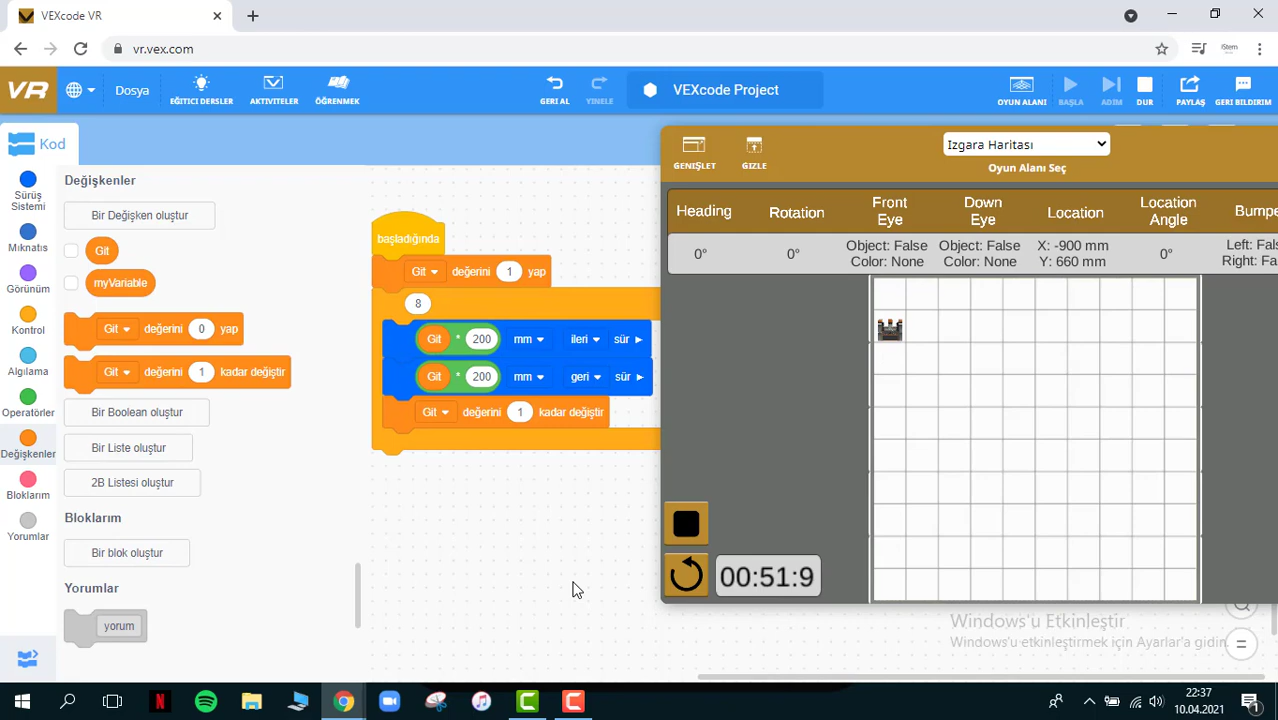 VEXcode VR
vr.vex.com
VR
Dosya
EĞİTİCİ DERSLER
AKTİVİTELER
ÖĞRENMEK
GERİ AL
YİNELE
VEXcode Project
OYUN ALANI
BAŞLA
ADIM
DUR
PAYLAŞ
GERİ BİLDİRİM
Kod
Sürüş
Sistemi
Mıknatıs
Görünüm
Kontrol
Algılama
Operatörler
Değişkenler
Bloklarım
Yorumlar
Değişkenler
Bir Değişken oluştur
Git
myVariable
Git değerini 0 yap
Git değerini 1 kadar değiştir
Bir Boolean oluştur
Bir Liste oluştur
2B Listesi oluştur
Bloklarım
Bir blok oluştur
Yorumlar
yorum
başladığında
Git değerini 1 yap
8
Git * 200 mm ileri sür
Git * 200 mm geri sür
Git değerini 1 kadar değiştir
GENİŞLET
GİZLE
Izgara Haritası
Oyun Alanı Seç
Heading
Rotation
Front
Eye
Down
Eye
Location
Location
Angle
Bumpe
0°
0°
Object: False
Color: None
Object: False
Color: None
X: -900 mm
Y: 660 mm
0°
Left: Fals
Right: Fa
00:51:9
Windows'u Etkinleştir
Windows'u etkinleştirmek için Ayarlar'a gidin.
22:37
10.04.2021
1